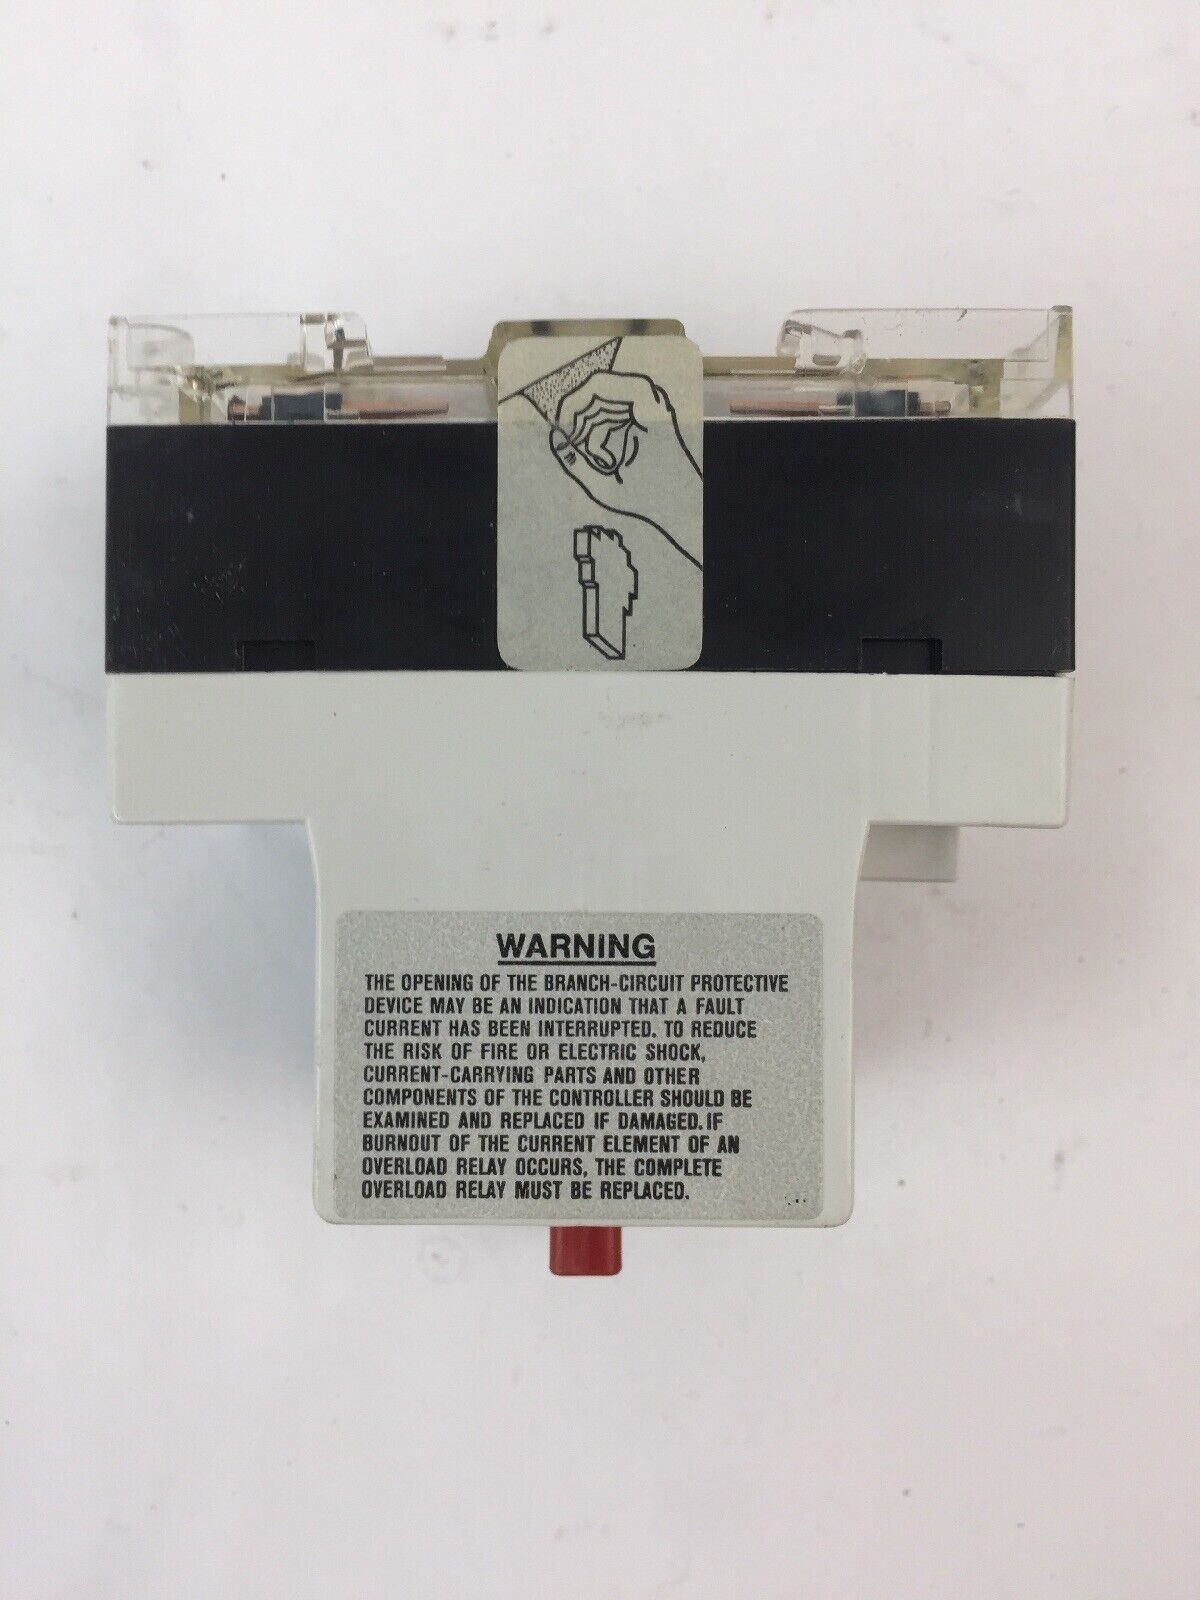 WARNING
THE OPENING OF THE BRANCH-CIRCUIT PROTECTIVE
DEVICE MAY BE AN INDICATION THAT A FAULT
CURRENT HAS BEEN INTERRUPTED. TO REDUCE
THE RISK OF FIRE OR ELECTRIC SHOCK,
CURRENT-CARRYING PARTS AND OTHER
COMPONENTS OF THE CONTROLLER SHOULD BE
EXAMINED AND REPLACED IF DAMAGED. IF
BURNOUT OF THE CURRENT ELEMENT OF AN
OVERLOAD RELAY OCCURS, THE COMPLETE
OVERLOAD RELAY MUST BE REPLACED.